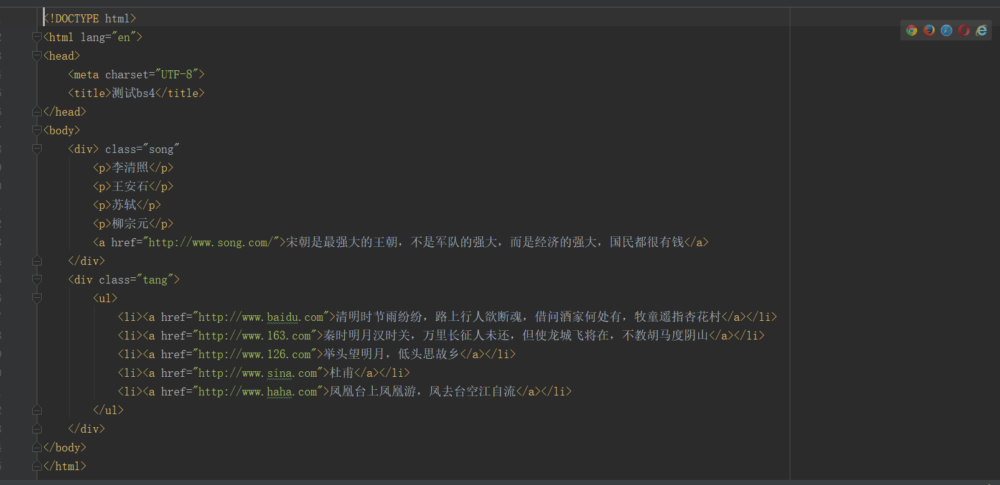 <!DOCTYPE html>
<html lang="en">
<head>
    <meta charset="UTF-8">
    <title>测试bs4</title>
</head>
<body>
    <div> class="song"
        <p>李清照</p>
        <p>王安石</p>
        <p>苏轼</p>
        <p>柳宗元</p>
        <a href="http://www.song.com/">宋朝是最强大的王朝，不是军队的强大，而是经济的强大，国民都很有钱</a>
    </div>
    <div class="tang">
        <ul>
            <li><a href="http://www.baidu.com">清明时节雨纷纷，路上行人欲断魂，借问酒家何处有，牧童遥指杏花村</a></li>
            <li><a href="http://www.163.com">秦时明月汉时关，万里长征人未还，但使龙城飞将在，不教胡马度阴山</a></li>
            <li><a href="http://www.126.com">举头望明月，低头思故乡</a></li>
            <li><a href="http://www.sina.com">杜甫</a></li>
            <li><a href="http://www.haha.com">凤凰台上凤凰游，凤去台空江自流</a></li>
        </ul>
    </div>
</body>
</html>